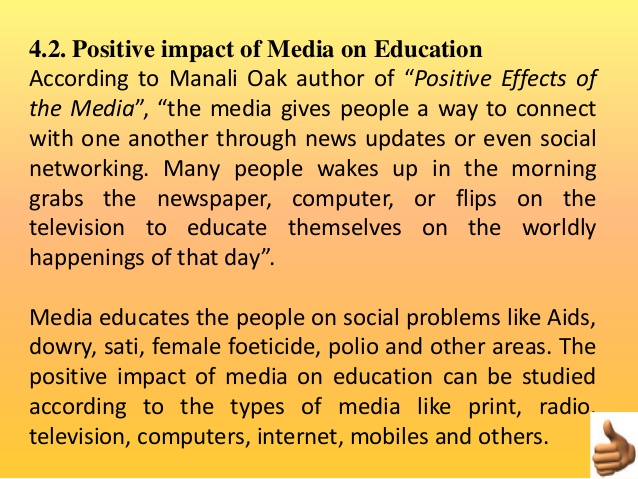 4.2. Positive impact of Media on Education
According to Manali Oak author of “Positive Effects of
the Media”, “the media gives people a way to connect
with one another through news updates or even social
networking. Many people wakes up in the morning
grabs the newspaper, computer, or flips on the
television to educate themselves on the worldly
happenings of that day”.
Media educates the people on social problems like Aids,
dowry, sati, female foeticide, polio and other areas. The
positive impact of media on education can be studied
according to the types of media like print, radio,
television, computers, internet, mobiles and others.